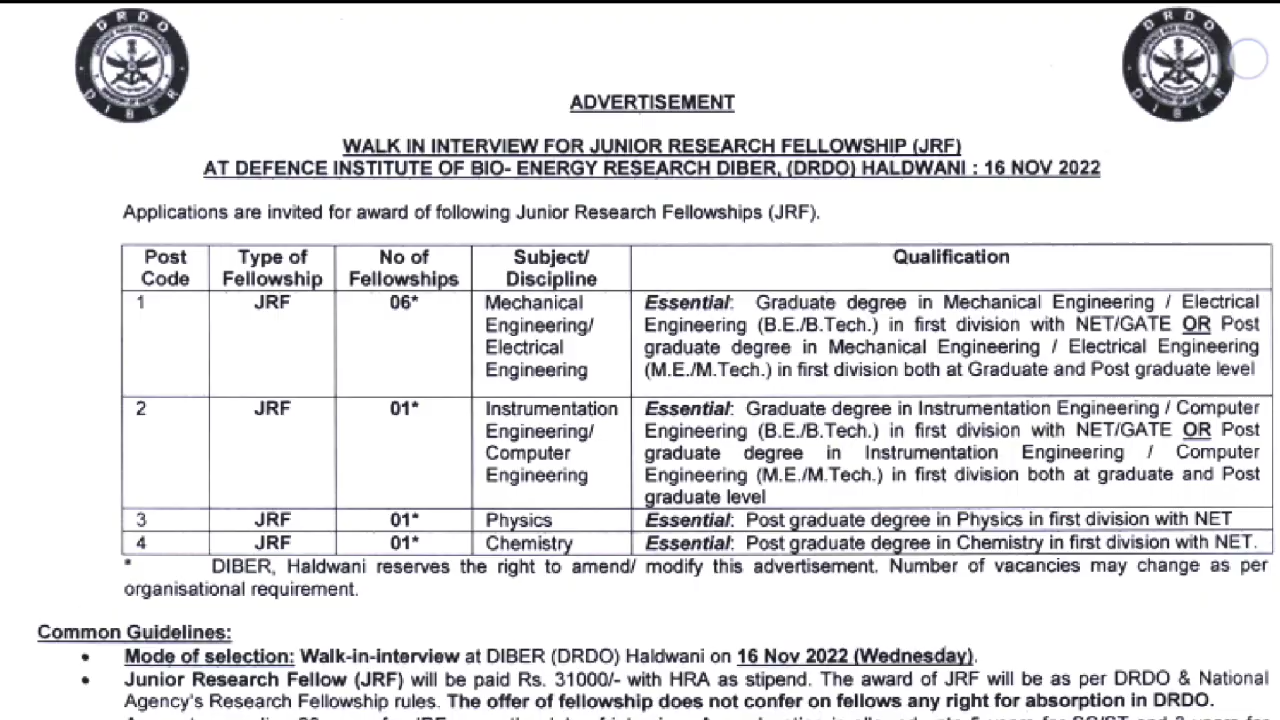 DRDO
DIBER
DRDO
DIBER
ADVERTISEMENT
WALK IN INTERVIEW FOR JUNIOR RESEARCH FELLOWSHIP (JRF)
AT DEFENCE INSTITUTE OF BIO- ENERGY RESEARCH DIBER, (DRDO) HALDWANI : 16 NOV 2022
Applications are invited for award of following Junior Research Fellowships (JRF).
Post Code
Type of Fellowship
No of Fellowships
Subject/ Discipline
Qualification
1
JRF
06*
Mechanical
Engineering/
Electrical
Engineering
Essential: Graduate degree in Mechanical Engineering / Electrical
Engineering (B.E./B.Tech.) in first division with NET/GATE OR Post
graduate degree in Mechanical Engineering / Electrical Engineering
(M.E./M.Tech.) in first division both at Graduate and Post graduate level
2
JRF
01*
Instrumentation
Engineering/
Computer
Engineering
Essential: Graduate degree in Instrumentation Engineering / Computer
Engineering (B.E./B.Tech.) in first division with NET/GATE OR Post
graduate degree in Instrumentation Engineering / Computer
Engineering (M.E./M.Tech.) in first division both at graduate and Post
graduate level
3
JRF
01*
Physics
Essential: Post graduate degree in Physics in first division with NET
4
JRF
01*
Chemistry
Essential: Post graduate degree in Chemistry in first division with NET.
* DIBER, Haldwani reserves the right to amend/ modify this advertisement. Number of vacancies may change as per
organisational requirement.
Common Guidelines:
• Mode of selection: Walk-in-interview at DIBER (DRDO) Haldwani on 16 Nov 2022 (Wednesday).
• Junior Research Fellow (JRF) will be paid Rs. 31000/- with HRA as stipend. The award of JRF will be as per DRDO & National
Agency's Research Fellowship rules. The offer of fellowship does not confer on fellows any right for absorption in DRDO.